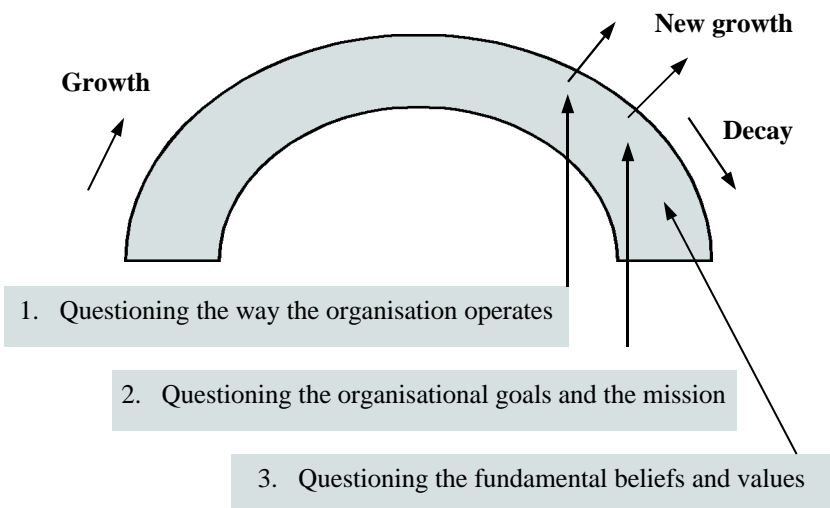 New growth
Growth
Decay
1. Questioning the way the organisation operates
2. Questioning the organisational goals and the mission
3. Questioning the fundamental beliefs and values